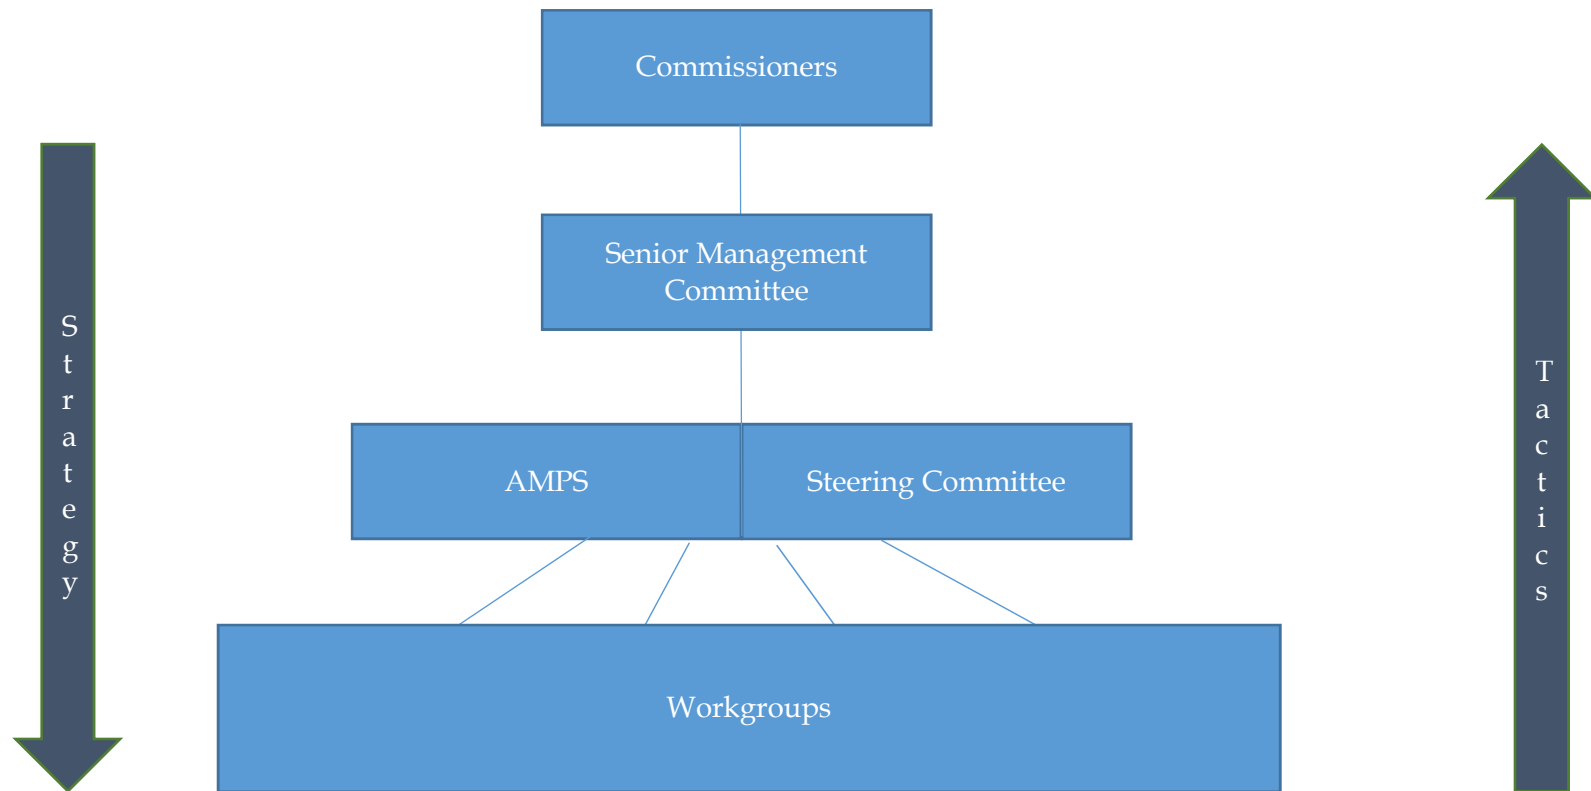 Commissioners
Senior Management
Committee
AMPS
Steering Committee
Workgroups
Strategy
Tactics